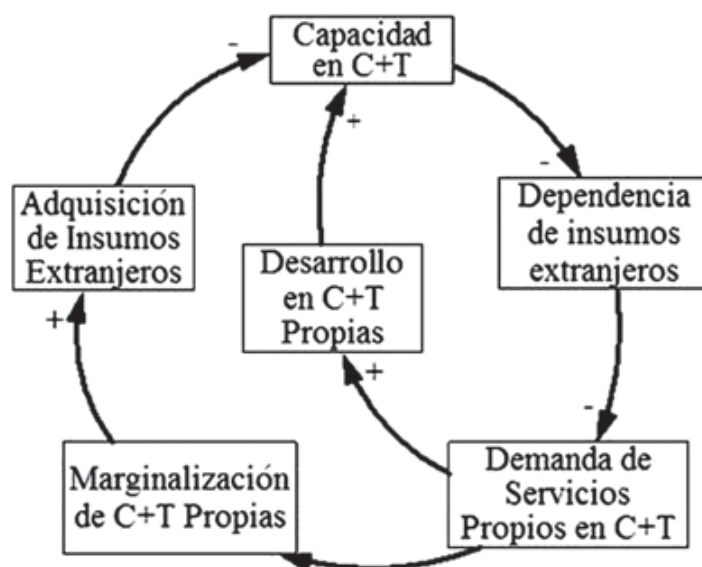 Capacidad
en C+T
-
+
-
Adquisición
de Insumos
Extranjeros
Dependencia
de insumos
extranjeros
Desarrollo
en C+T
Propias
+
+
-
Marginalización
de C+T Propias
Demanda de
Servicios
Propios en C+T